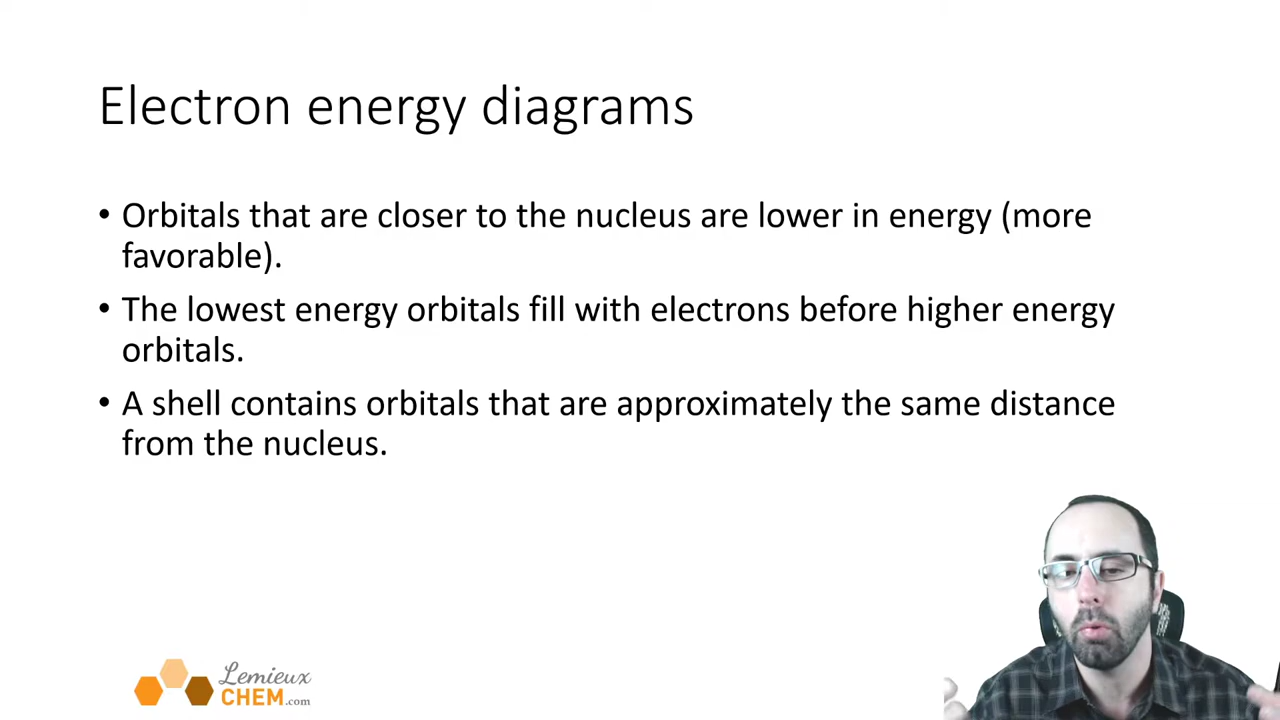 Electron energy diagrams
• Orbitals that are closer to the nucleus are lower in energy (more
favorable).
• The lowest energy orbitals fill with electrons before higher energy
orbitals.
• A shell contains orbitals that are approximately the same distance
from the nucleus.
Lemieux
CHEM.com